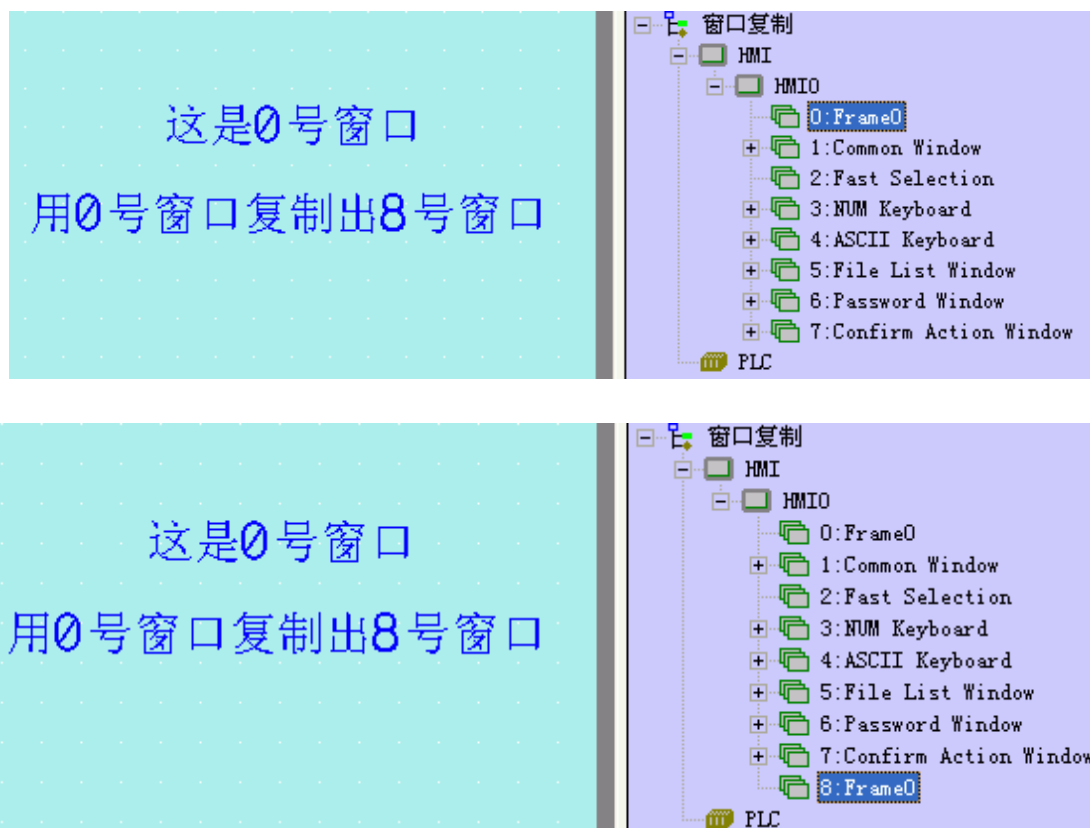 这是0号窗口
用0号窗口复制出8号窗口
窗口复制
HMI
HMI0
0:Frame0
1:Common Window
2:Fast Selection
3:NUM Keyboard
4:ASCII Keyboard
5:File List Window
6:Password Window
7:Confirm Action Window
PLC
这是0号窗口
用0号窗口复制出8号窗口
窗口复制
HMI
HMI0
0:Frame0
1:Common Window
2:Fast Selection
3:NUM Keyboard
4:ASCII Keyboard
5:File List Window
6:Password Window
7:Confirm Action Window
8:Frame0
PLC